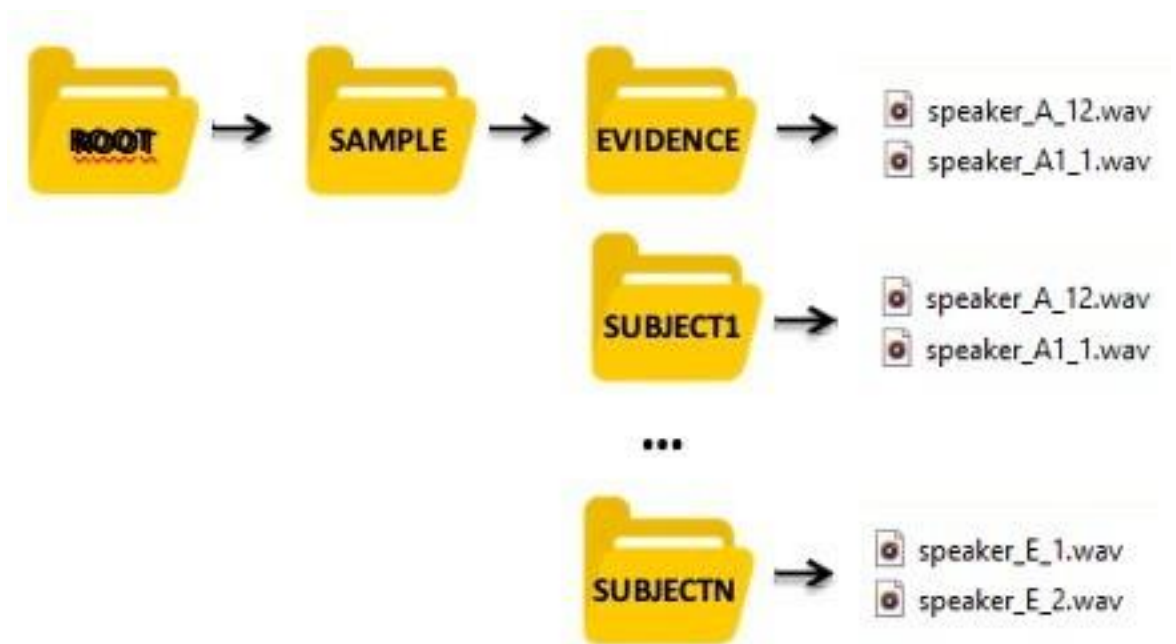 ROOT
SAMPLE
EVIDENCE
speaker_A_12.wav
speaker_A1_1.wav
SUBJECT1
speaker_A_12.wav
speaker_A1_1.wav
...
SUBJECTN
speaker_E_1.wav
speaker_E_2.wav